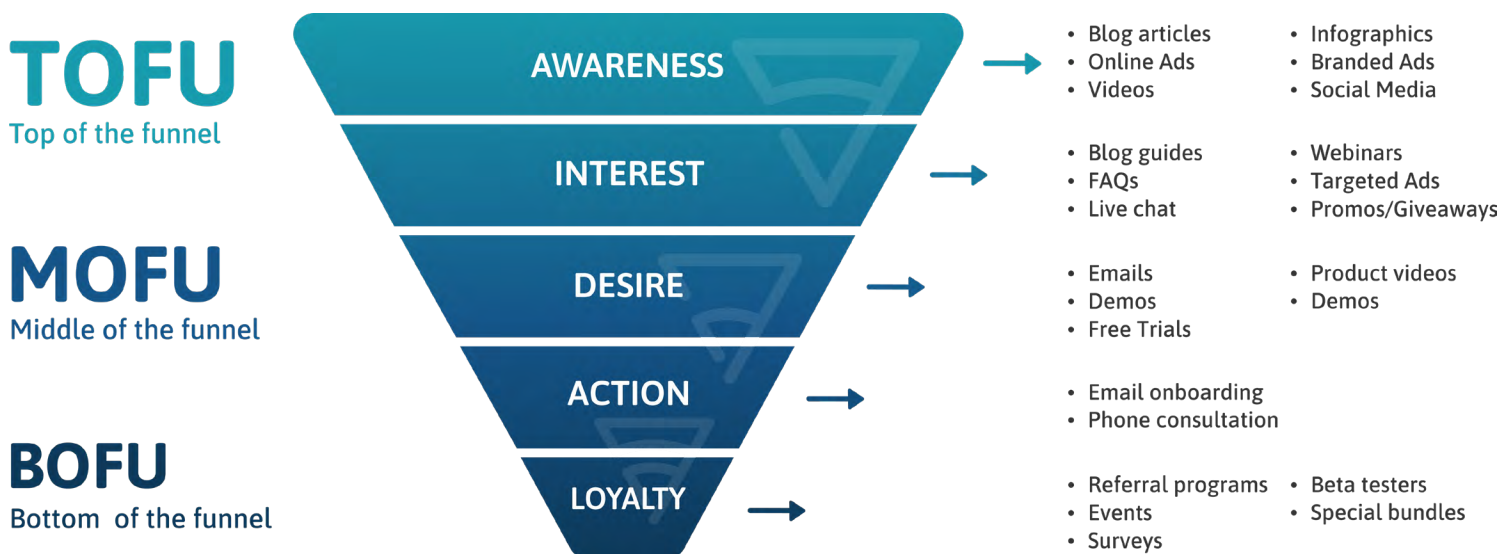 TOFU
Top of the funnel
MOFU
Middle of the funnel
BOFU
Bottom of the funnel
AWARENESS
INTEREST
DESIRE
ACTION
LOYALTY
• Blog articles
• Online Ads
• Videos
• Infographics
• Branded Ads
• Social Media
• Blog guides
• FAQs
• Live chat
• Webinars
• Targeted Ads
• Promos/Giveaways
• Emails
• Demos
• Free Trials
• Product videos
• Demos
• Email onboarding
• Phone consultation
• Referral programs
• Events
• Surveys
• Beta testers
• Special bundles